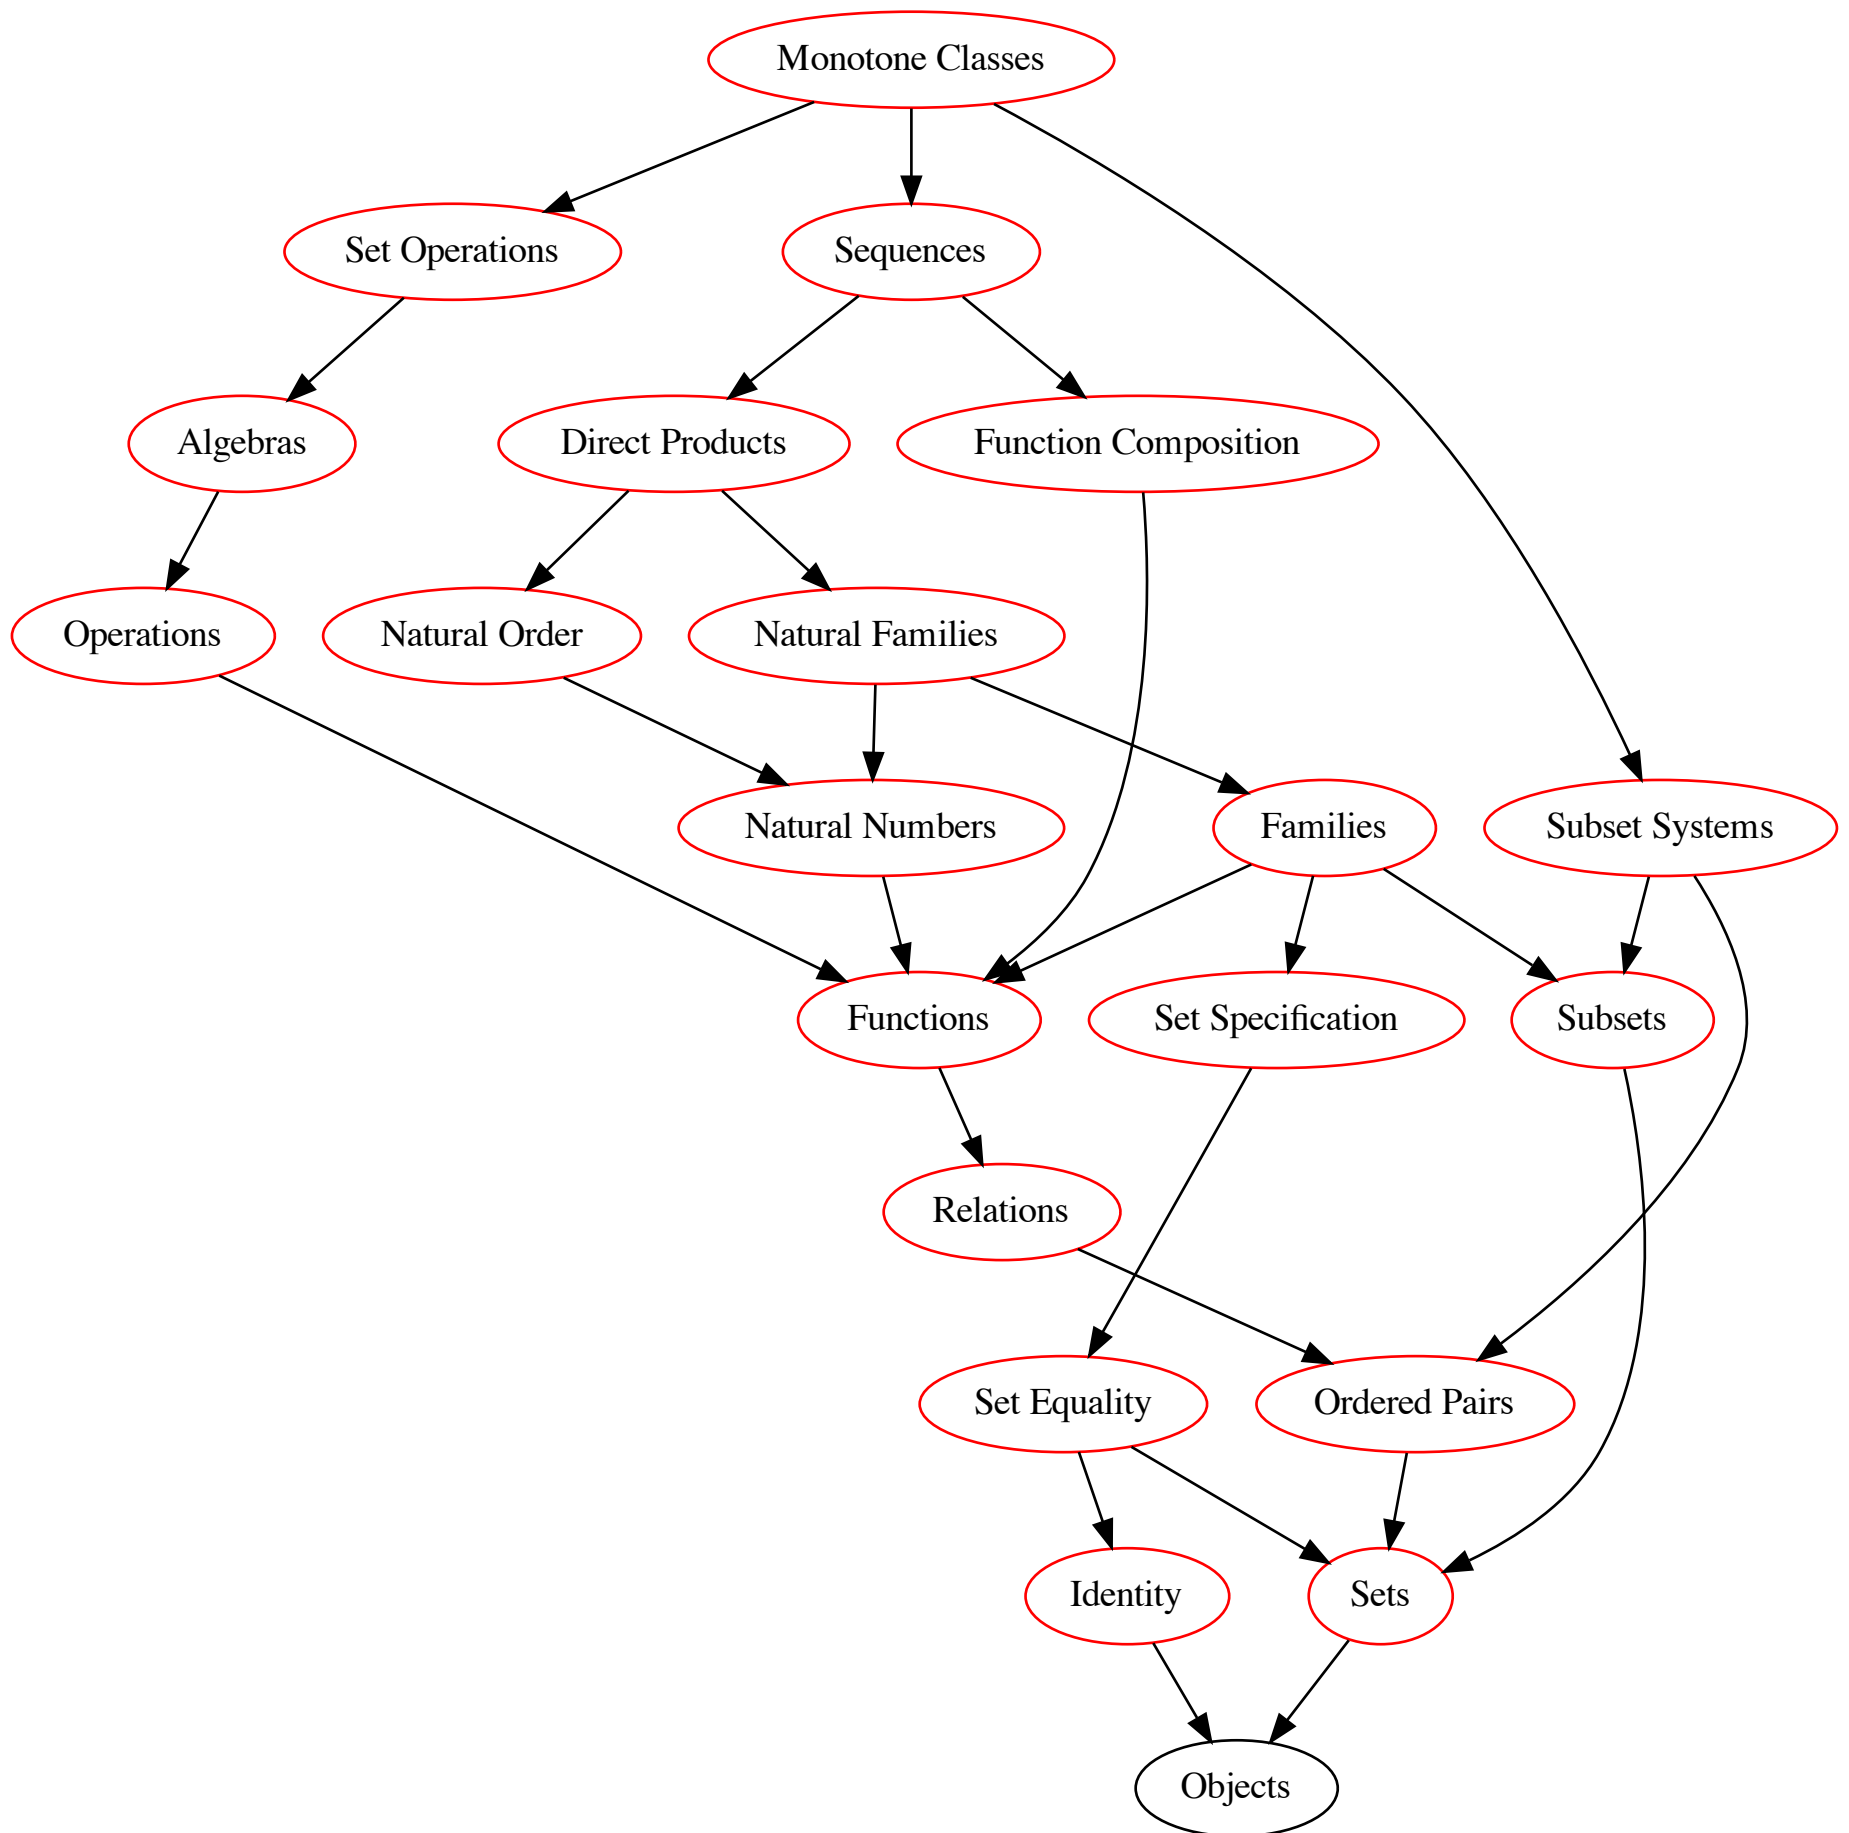 Monotone Classes
Set Operations
Sequences
Algebras
Direct Products
Function Composition
Operations
Natural Order
Natural Families
Natural Numbers
Families
Subset Systems
Functions
Set Specification
Subsets
Relations
Set Equality
Ordered Pairs
Identity
Sets
Objects